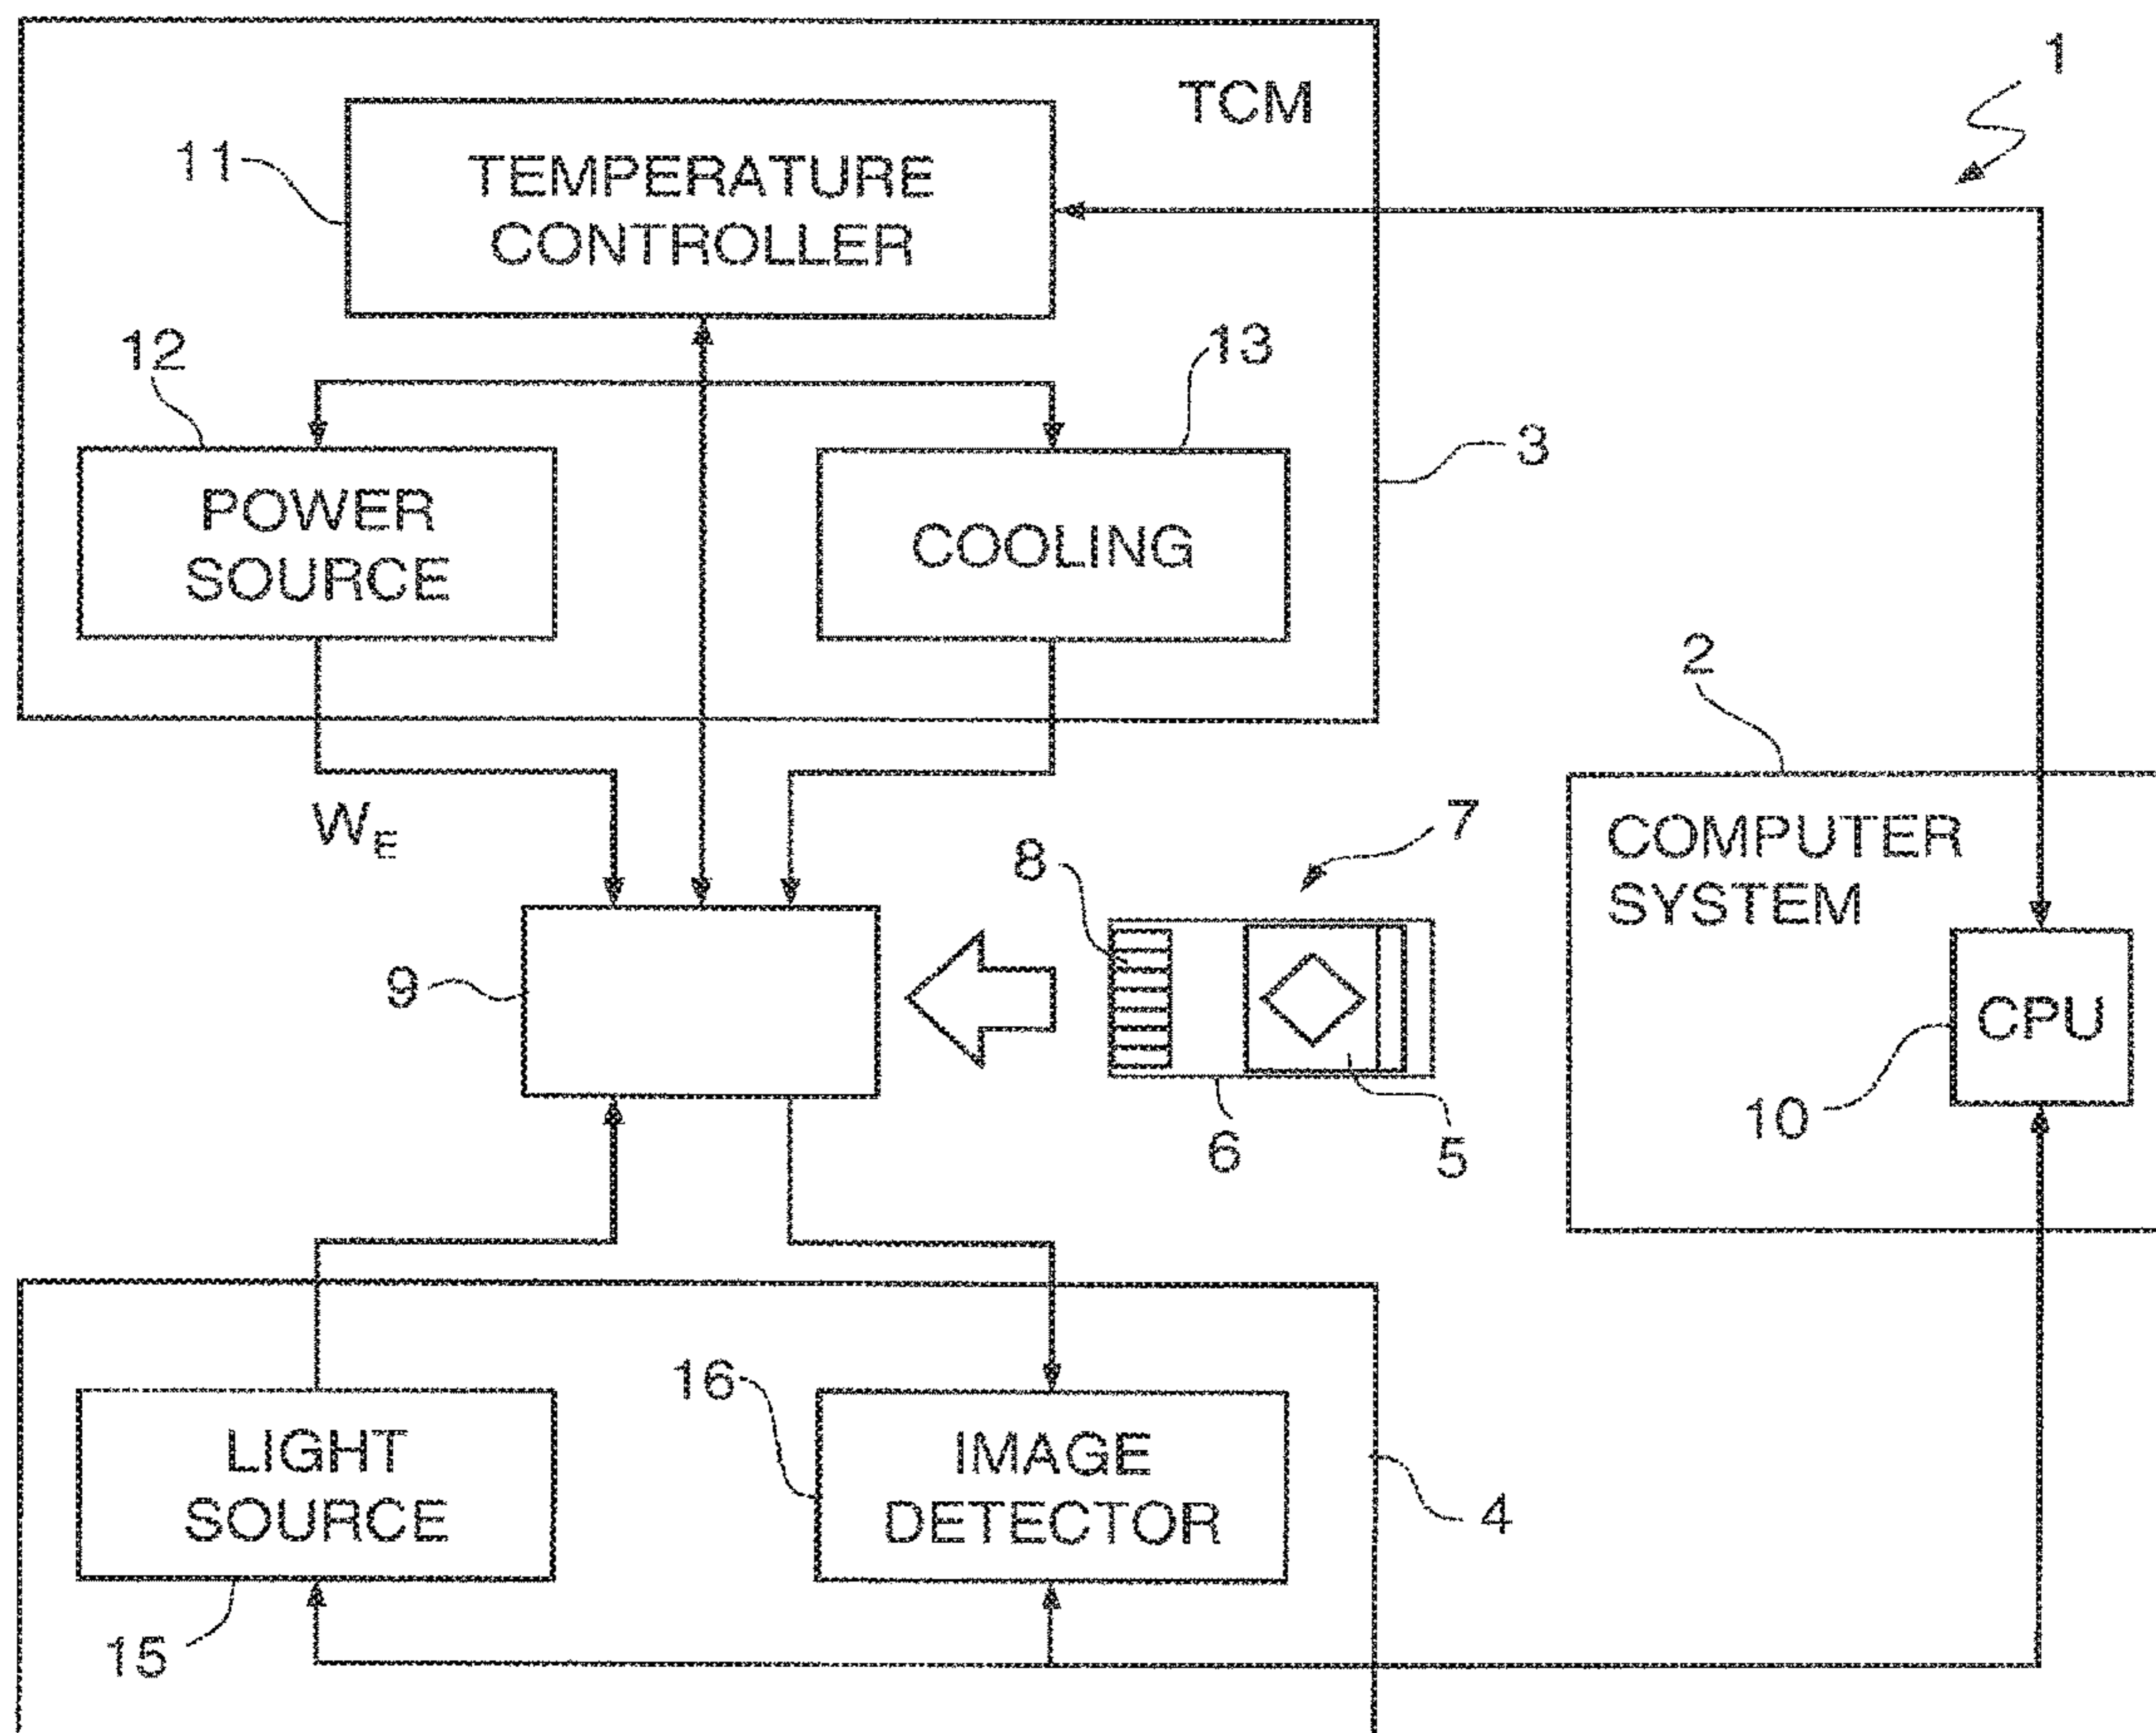 1
TCM
11
TEMPERATURE
CONTROLLER
12
13
3
POWER
SOURCE
COOLING
2
W_E
7
COMPUTER
SYSTEM
8
9
CPU
10
6
5
16
LIGHT
SOURCE
IMAGE
DETECTOR
4
15